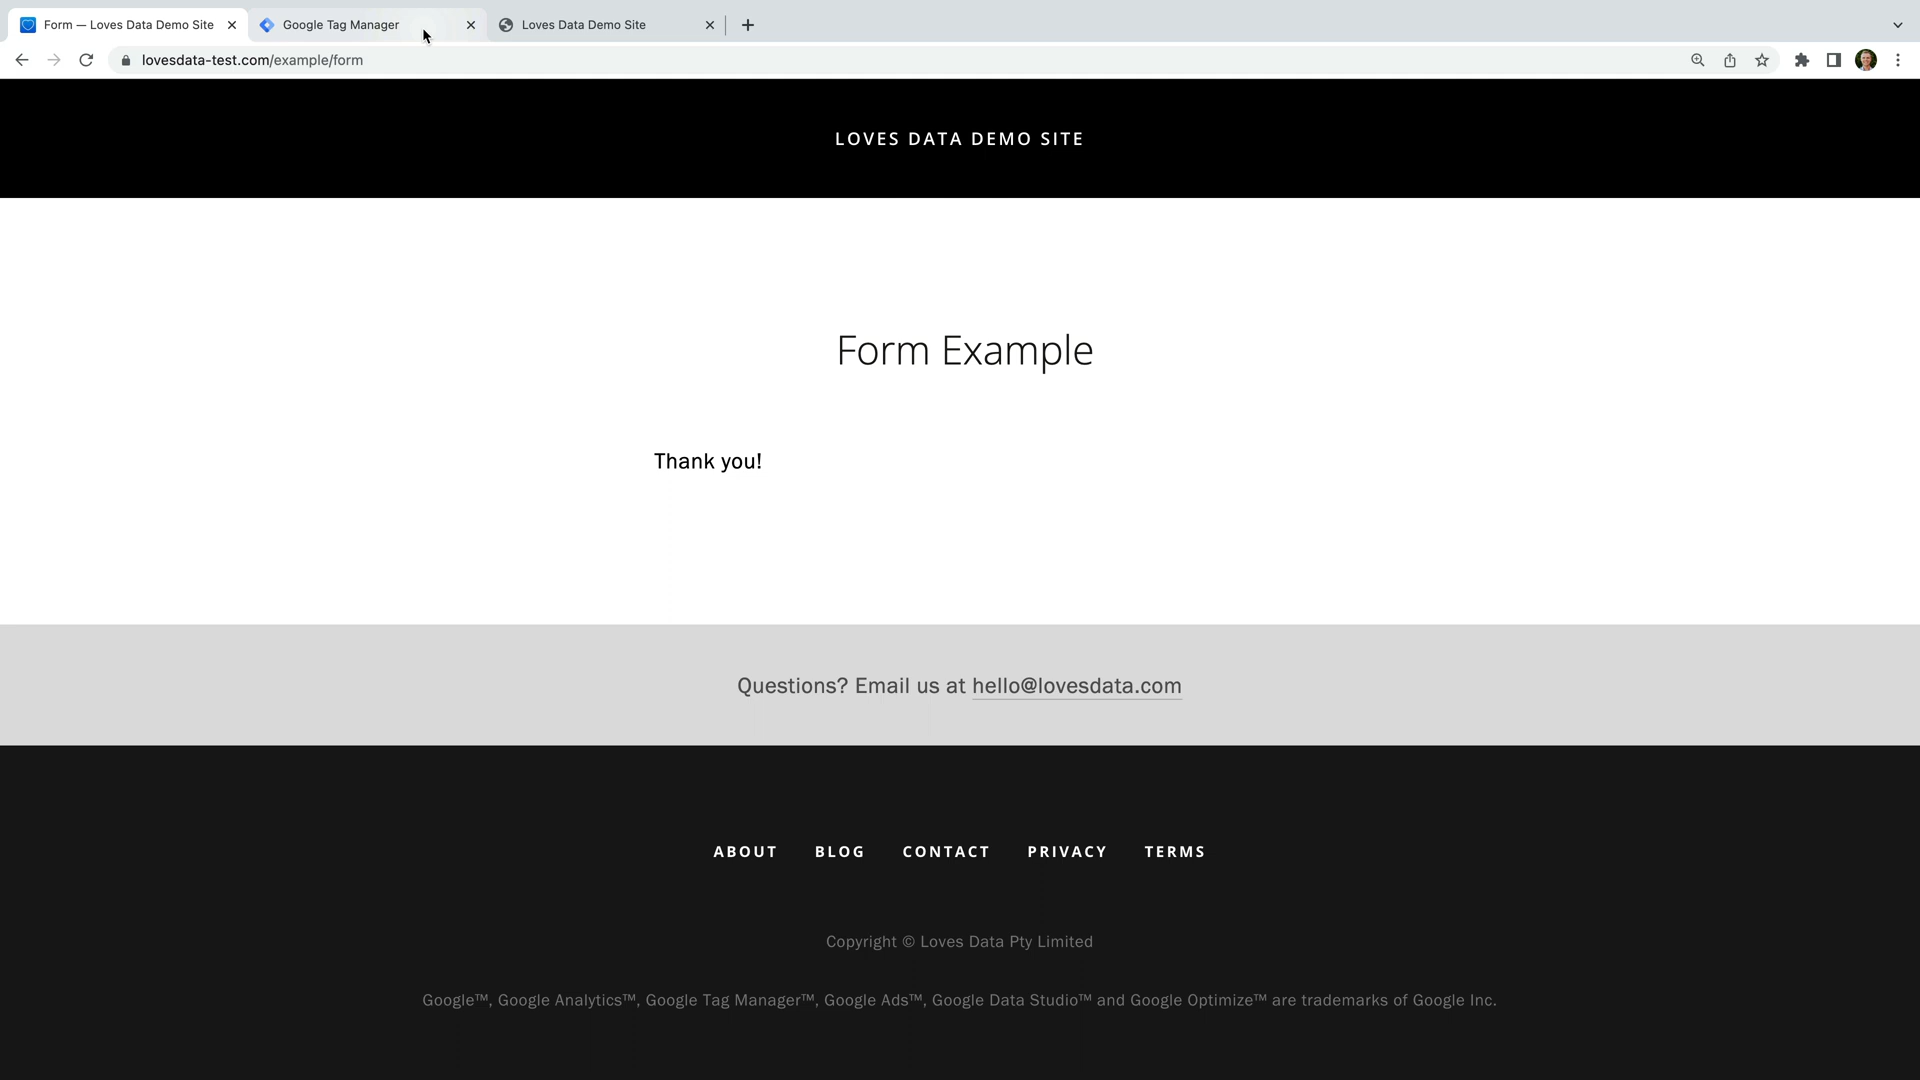 Form — Loves Data Demo Site
Google Tag Manager
Loves Data Demo Site
lovesdata-test.com/example/form
LOVES DATA DEMO SITE
Form Example
Thank you!
Questions? Email us at hello@lovesdata.com
ABOUT BLOG CONTACT PRIVACY TERMS
Copyright © Loves Data Pty Limited
Google™, Google Analytics™, Google Tag Manager™, Google Ads™, Google Data Studio™ and Google Optimize™ are trademarks of Google Inc.